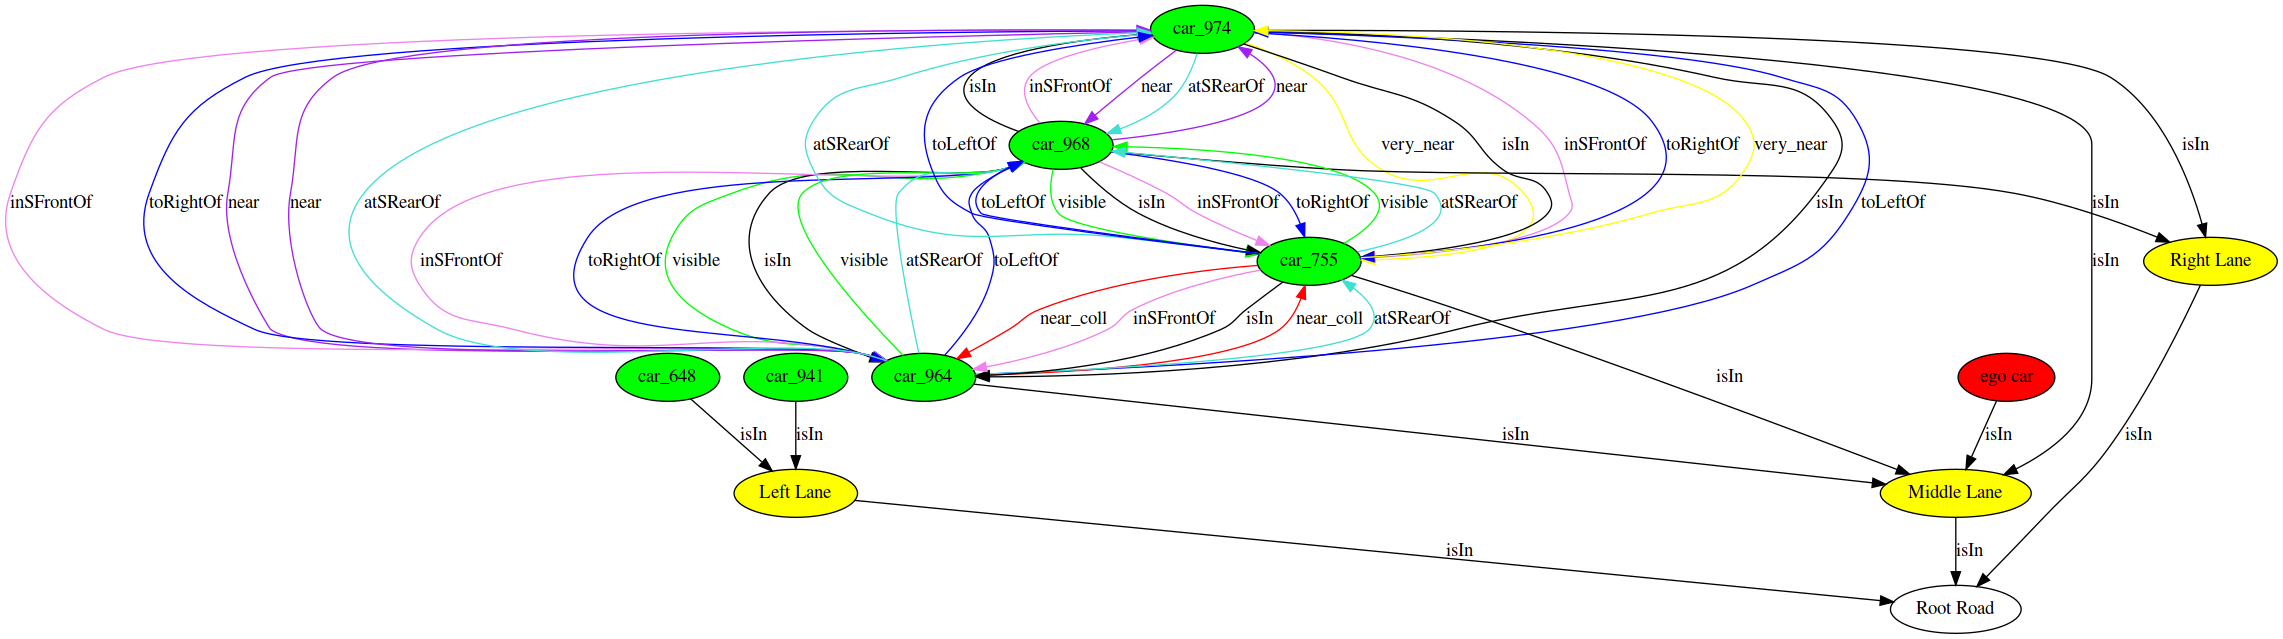 car_974
isIn inSFrontOf near atSRearOf near
car_968
atSRearOf toLeftOf very_near isIn inSFrontOf toRightOf very_near isIn
inSFrontOf toRightOf near near atSRearOf toLeftOf visible isIn inSFrontOf toRightOf visible atSRearOf isIn toLeftOf isIn
inSFrontOf toRightOf visible isIn visible atSRearOf toLeftOf car_755 isIn Right Lane
near_coll inSFrontOf isIn near_coll atSRearOf
car_648 car_941 car_964 isIn ego car
isIn isIn isIn isIn isIn
Left Lane Middle Lane
isIn isIn
Root Road